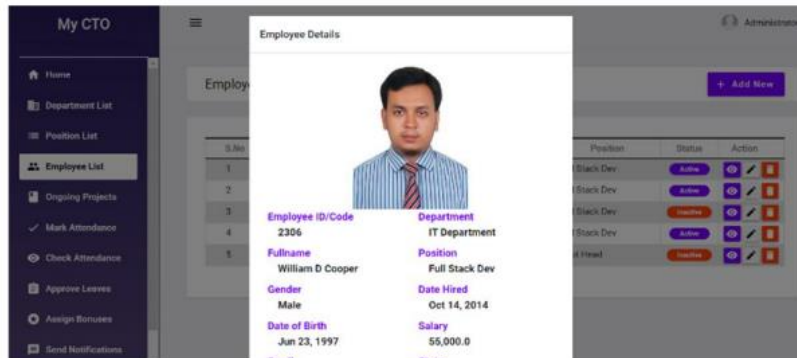 My CTO
Administrator
Employee Details
Home
Department List
Position List
Employee List
Ongoing Projects
Mark Attendance
Check Attendance
Approve Leaves
Assign Bonuses
Send Notifications
Employ
+ Add New
S.No Position Status Action
1 Stack Dev Active
2 Stack Dev Active
3 Stack Dev Inactive
4 Stack Dev Active
5 Inactive
Employee ID/Code Department
2306 IT Department
Fullname Position
William D Cooper Full Stack Dev
Gender Date Hired
Male Oct 14, 2014
Date of Birth Salary
Jun 23, 1997 55,000.0